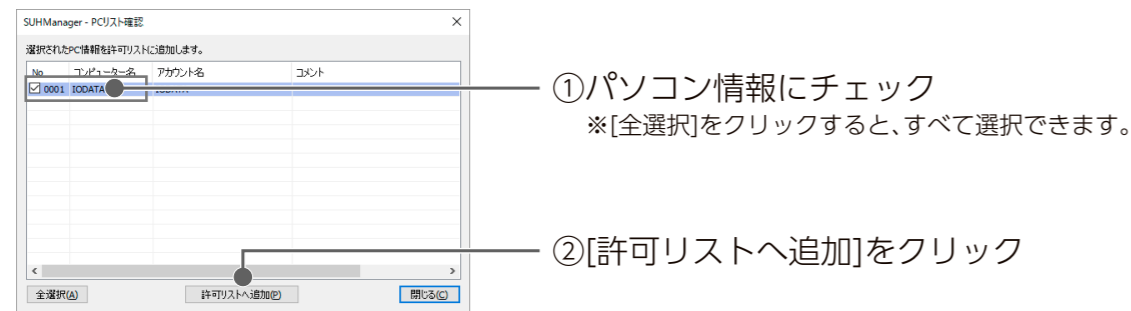 SUHManager - PCリスト確認
選択されたPC情報を許可リストに追加します。
No コンピューター名 アカウント名 コメント
0001 IODATA
全選択(A) 許可リストへ追加(P) 閉じる(C)
①パソコン情報にチェック
※[全選択]をクリックすると、すべて選択できます。
②[許可リストへ追加]をクリック